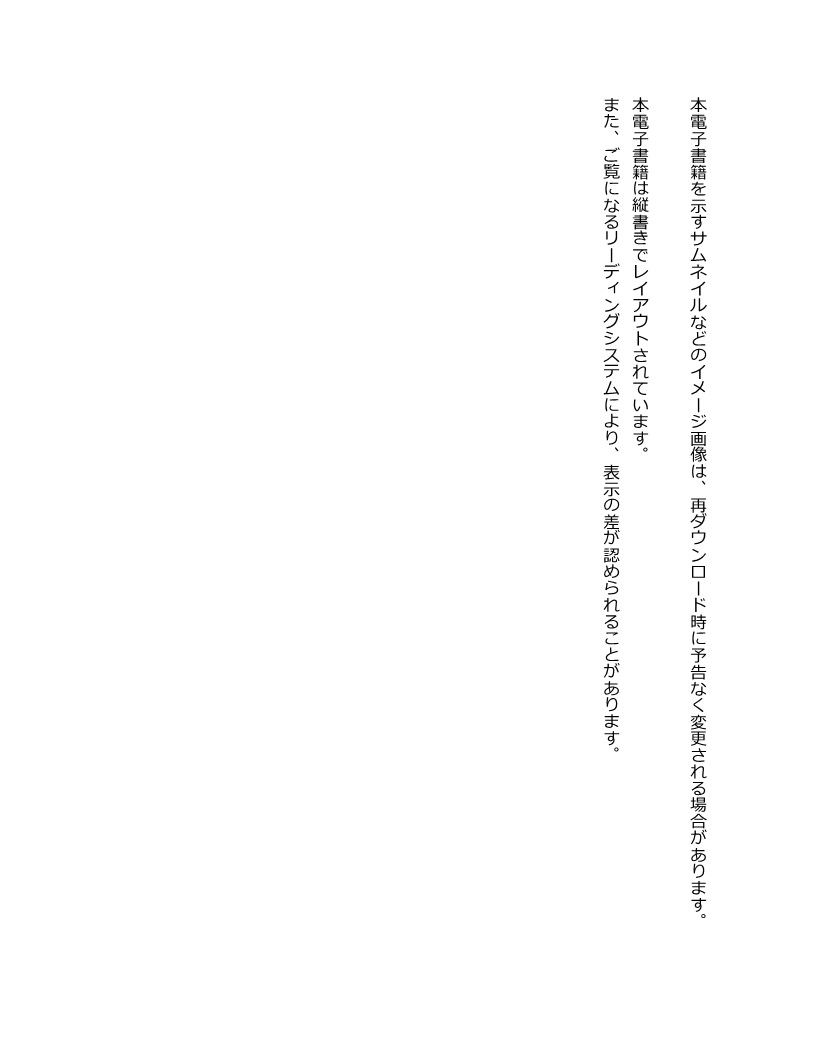 本電子書籍を示すサムネイルなどのイメージ画像は、再ダウンロード時に予告なく変更される場合があります。
本電子書籍は縦書きでレイアウトされています。
また、ご覧になるリーディングシステムにより、表示の差が認められることがあります。